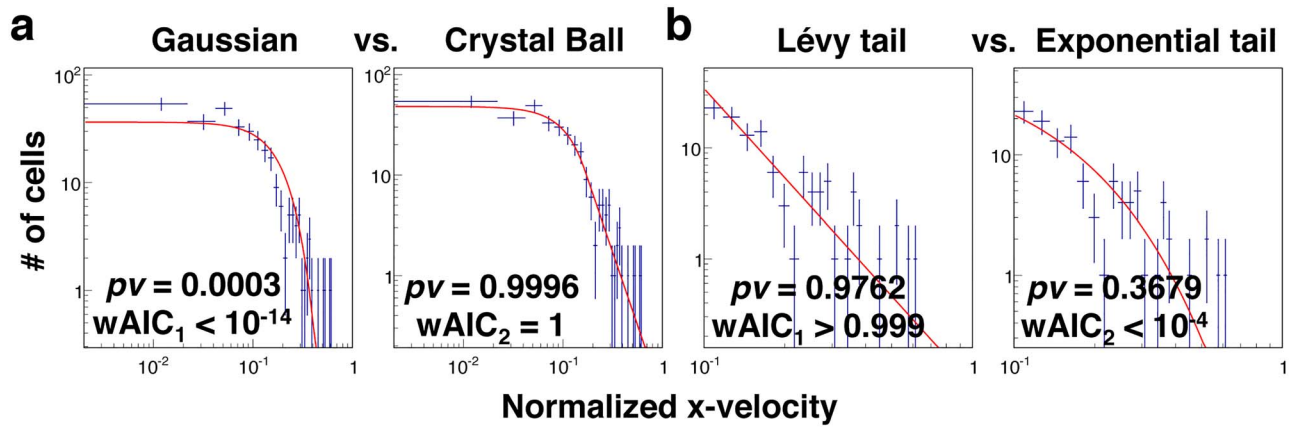 a Gaussian vs. Crystal Ball b Lévy tail vs. Exponential tail
10² 10² 10 10
10 10
1 1 1 1
pv = 0.0003 pv = 0.9996 pv = 0.9762 pv = 0.3679
wAIC₁ < 10⁻¹⁴ wAIC₂ = 1 wAIC₁ > 0.999 wAIC₂ < 10⁻⁴
10⁻² 10⁻¹ 1 10⁻² 10⁻¹ 1 10⁻¹ 1 10⁻¹ 1
# of cells
Normalized x-velocity